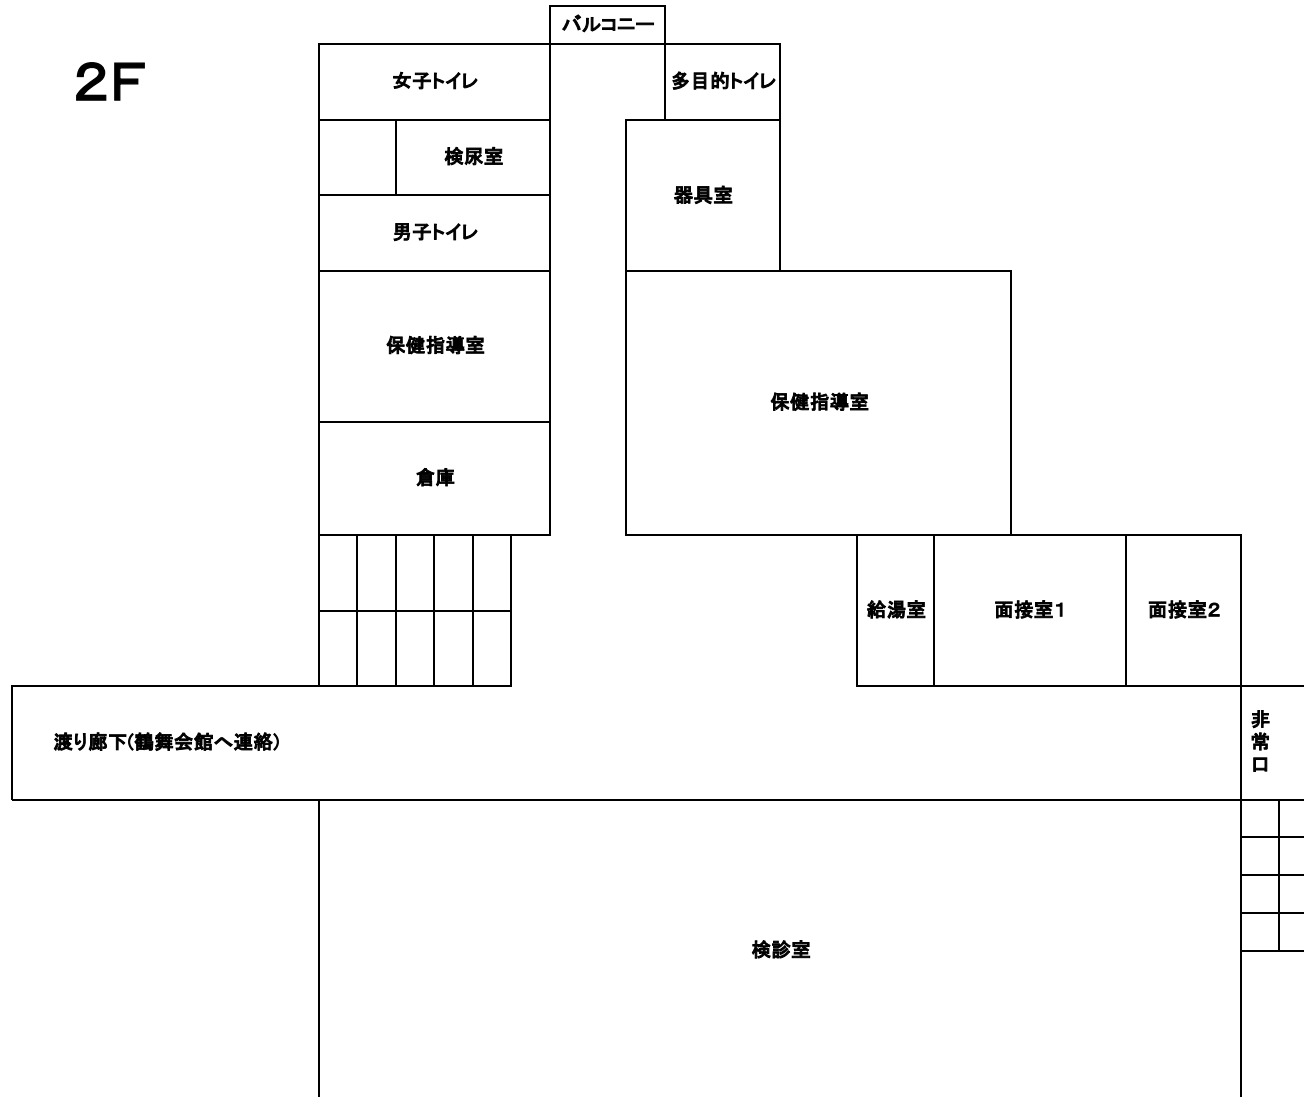 バルコニー
2F
女子トイレ
多目的トイレ
検尿室
器具室
男子トイレ
保健指導室
保健指導室
倉庫
給湯室
面接室1
面接室2
渡り廊下(鶴舞会館へ連絡)
非常口
検診室